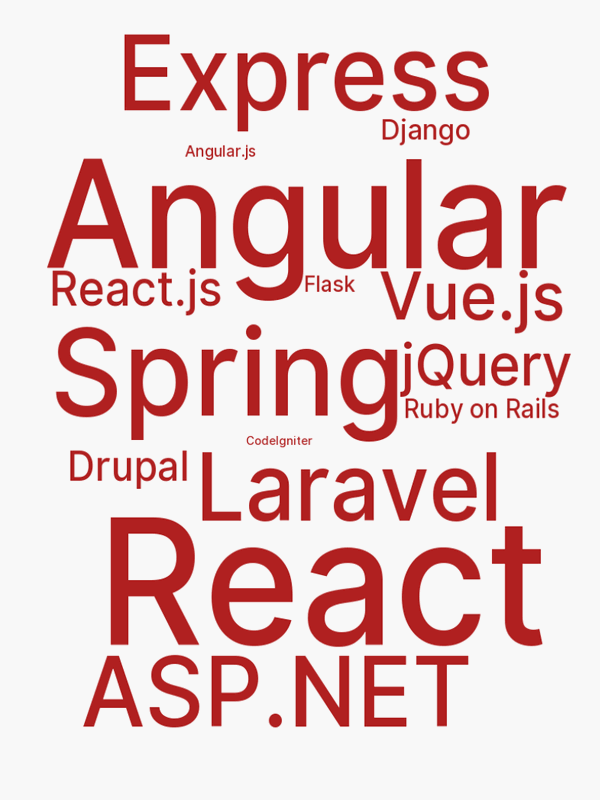 Express
Django
Angular.js
Angular
React.js
Flask
Vue.js
Spring
jQuery
Ruby on Rails
CodeIgniter
Drupal
Laravel
React
ASP.NET